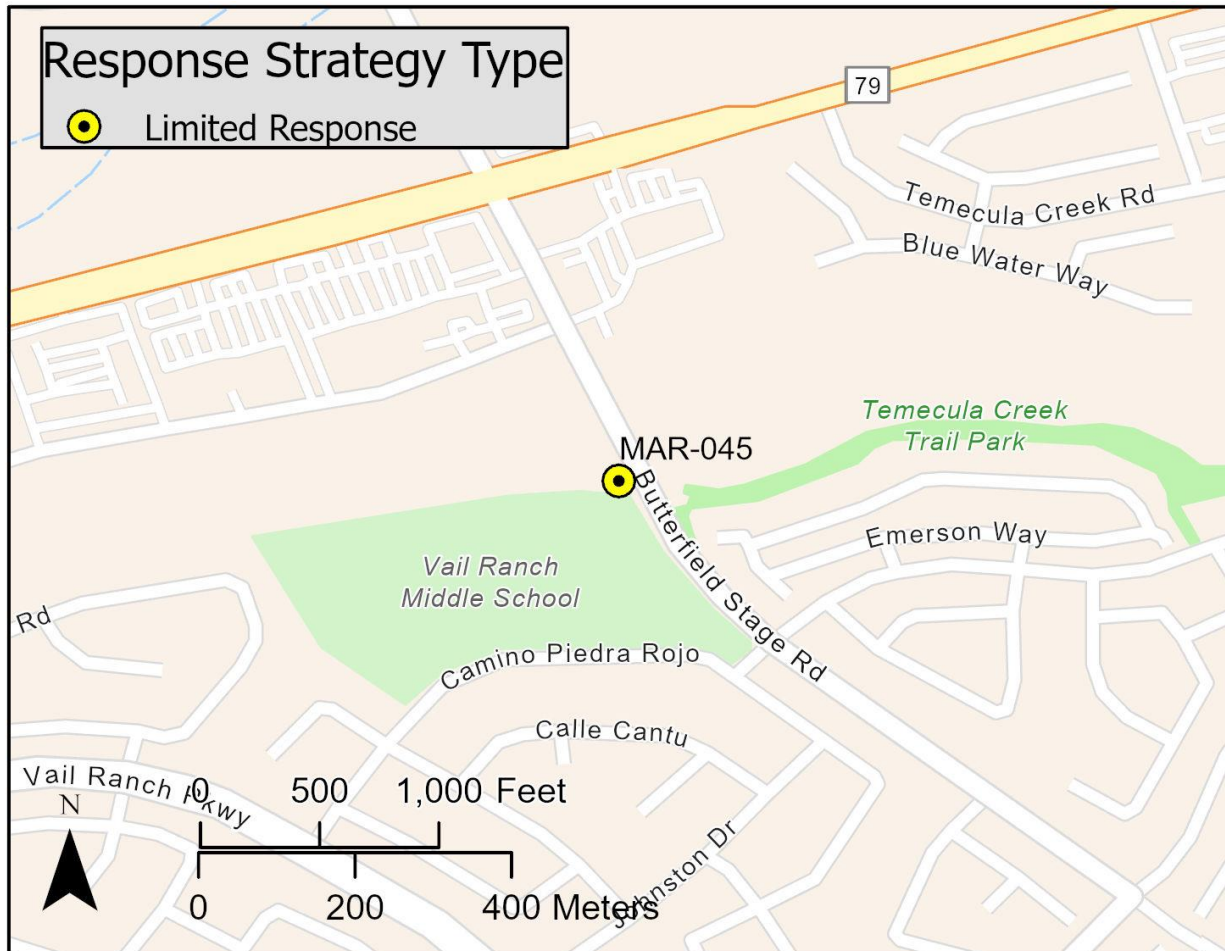 Response Strategy Type
Limited Response
79
Temecula Creek Rd
Blue Water Way
Temecula Creek
Trail Park
MAR-045
Butterfield Stage Rd
Emerson Way
Vail Ranch
Middle School
Rd
Camino Piedra Rojo
Calle Cantu
Vail Ranch Pkwy
N
0 500 1,000 Feet
0 200 400 Meters
Johnston Dr